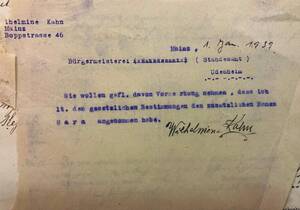 ilhelmine Kahn
Mainz
Boppstrasse 46
Mainz, 1. Jan. 1939
Bürgermeisterei (Standesamt)
Udenheim
Sie wollen gefl. davon Vormerkung nehmen, dass ich
lt. den gesetzlichen Bestimmungen den zusätzlichen Namen
Sara angenommen habe.
Wilhelmine Kahn